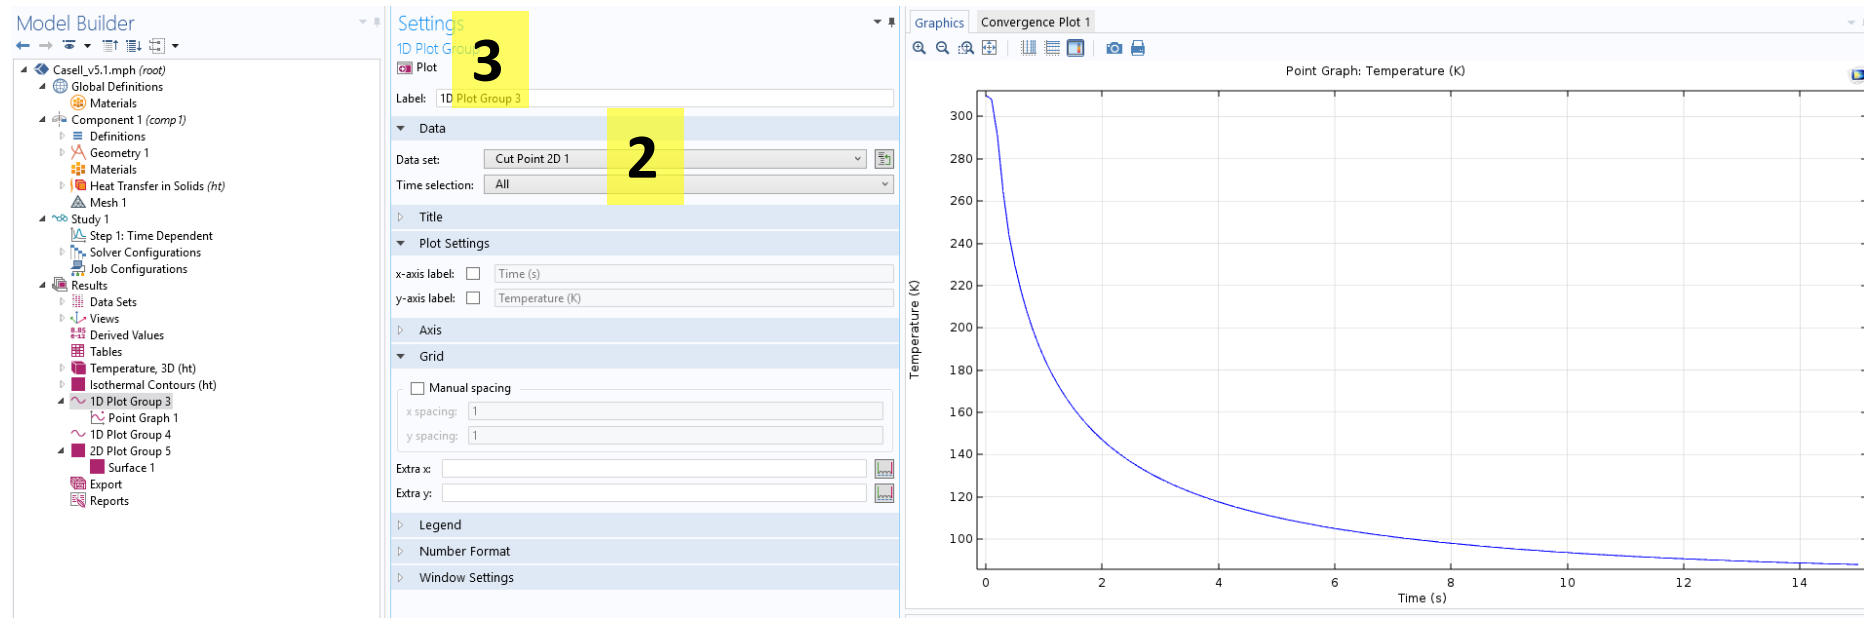 Model Builder
Casell_v5.1.mph (root)
Global Definitions
Materials
Component 1 (comp1)
Definitions
Geometry 1
Materials
Heat Transfer in Solids (ht)
Mesh 1
Study 1
Step 1: Time Dependent
Solver Configurations
Job Configurations
Results
Data Sets
Views
8.85
e-12
Derived Values
Tables
Temperature, 3D (ht)
Isothermal Contours (ht)
1D Plot Group 3
Point Graph 1
1D Plot Group 4
2D Plot Group 5
Surface 1
Export
Reports
Settings
1D Plot Group
3
Plot
Label: 1D Plot Group 3
Data
2
Data set: Cut Point 2D 1
Time selection: All
Title
Plot Settings
x-axis label: Time (s)
y-axis label: Temperature (K)
Axis
Grid
Manual spacing
x spacing: 1
y spacing: 1
Extra x:
Extra y:
Legend
Number Format
Window Settings
Graphics Convergence Plot 1
Point Graph: Temperature (K)
Temperature (K)
300
280
260
240
220
200
180
160
140
120
100
0 2 4 6 8 10 12 14
Time (s)